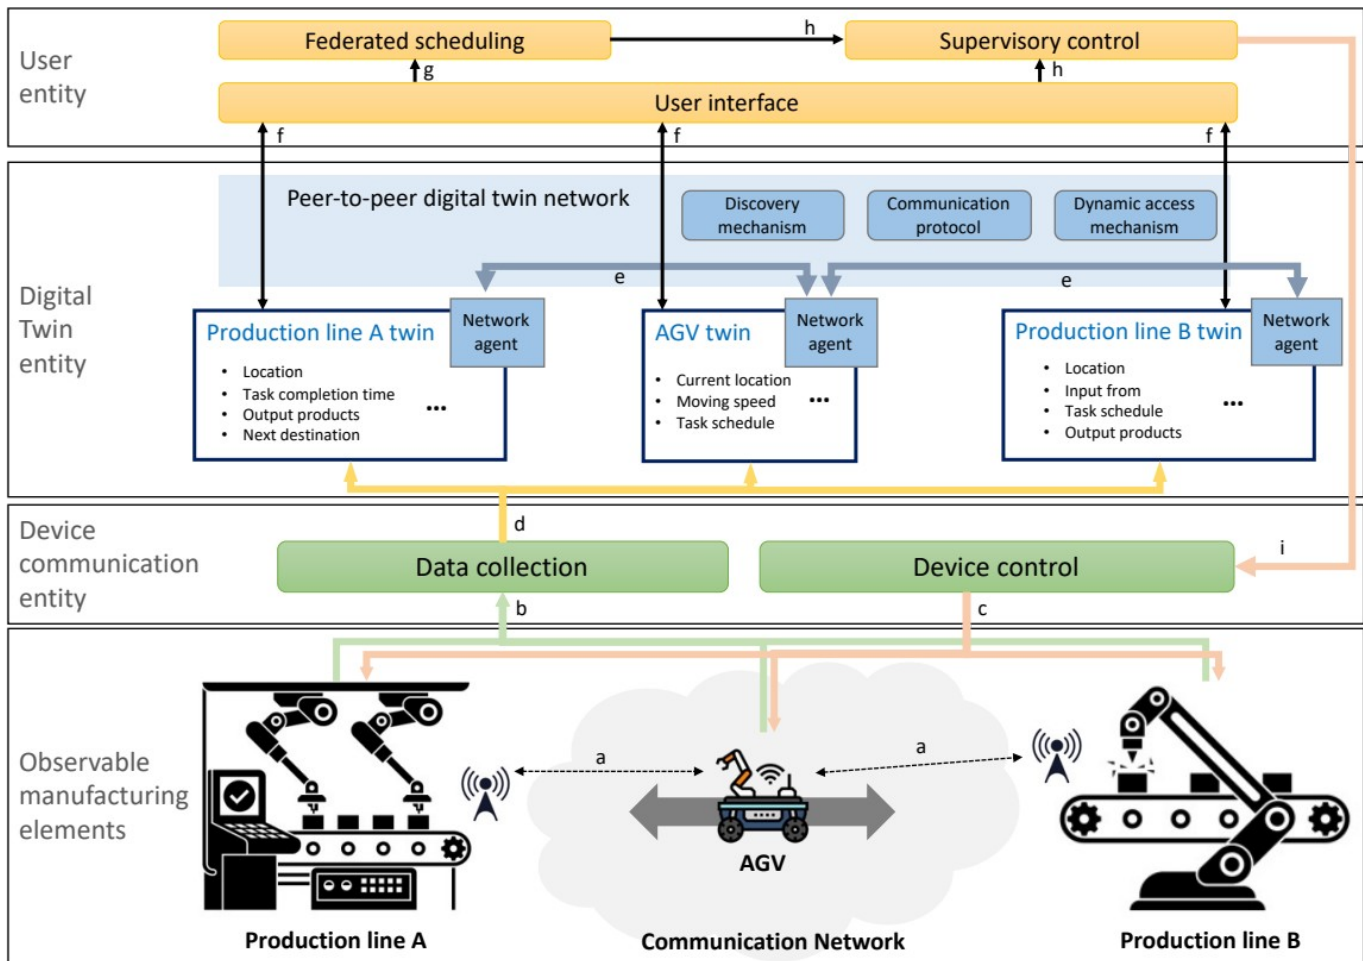 User
entity
Federated scheduling
h
Supervisory control
g
h
User interface
f
f
f
Digital
Twin
entity
Peer-to-peer digital twin network
Discovery
mechanism
Communication
protocol
Dynamic access
mechanism
e
e
Production line A twin
Network
agent
• Location
• Task completion time
• Output products
• Next destination
...
AGV twin
Network
agent
• Current location
• Moving speed
• Task schedule
...
Production line B twin
Network
agent
• Location
• Input from
• Task schedule
• Output products
...
Device
communication
entity
d
Data collection
Device control
i
b
c
Observable
manufacturing
elements
a
a
AGV
Production line A
Communication Network
Production line B